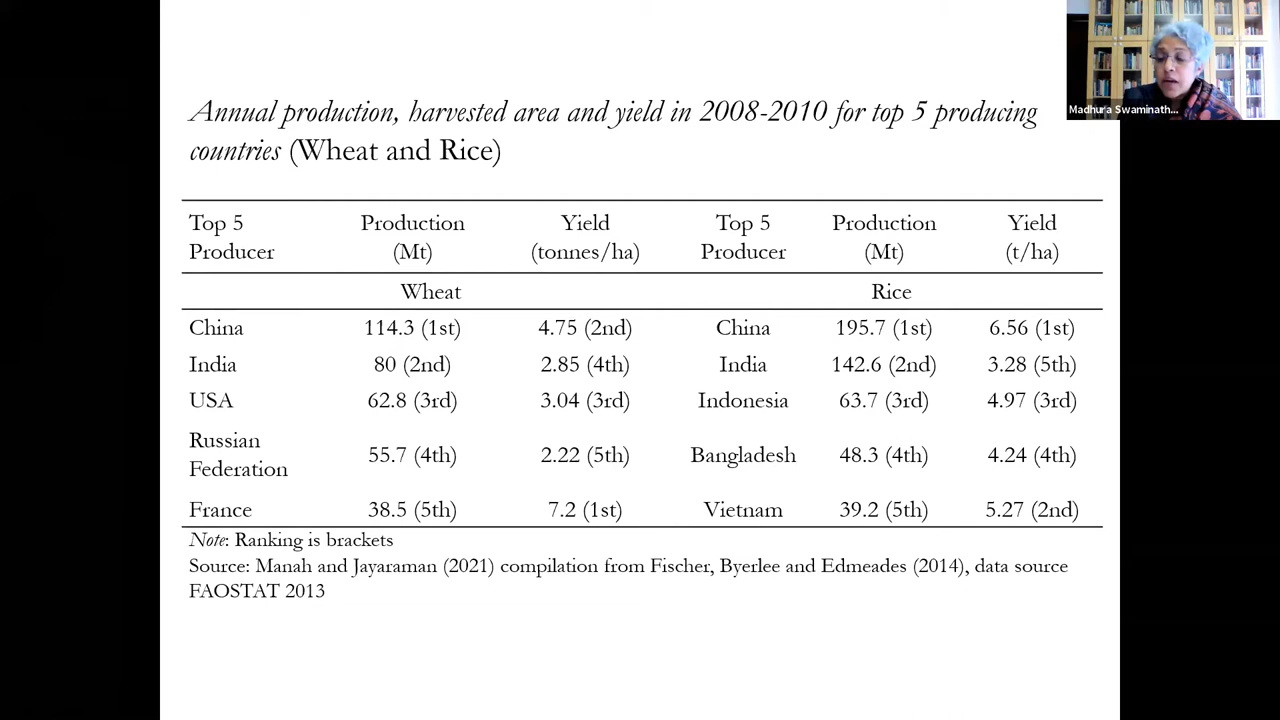 Madhura Swaminath...
Annual production, harvested area and yield in 2008-2010 for top 5 producing
countries (Wheat and Rice)
Top 5 Producer Production (Mt) Yield (tonnes/ha) Top 5 Producer Production (Mt) Yield (t/ha)
Wheat Rice
China 114.3 (1st) 4.75 (2nd) China 195.7 (1st) 6.56 (1st)
India 80 (2nd) 2.85 (4th) India 142.6 (2nd) 3.28 (5th)
USA 62.8 (3rd) 3.04 (3rd) Indonesia 63.7 (3rd) 4.97 (3rd)
Russian Federation 55.7 (4th) 2.22 (5th) Bangladesh 48.3 (4th) 4.24 (4th)
France 38.5 (5th) 7.2 (1st) Vietnam 39.2 (5th) 5.27 (2nd)
Note: Ranking is brackets
Source: Manah and Jayaraman (2021) compilation from Fischer, Byerlee and Edmeades (2014), data source
FAOSTAT 2013